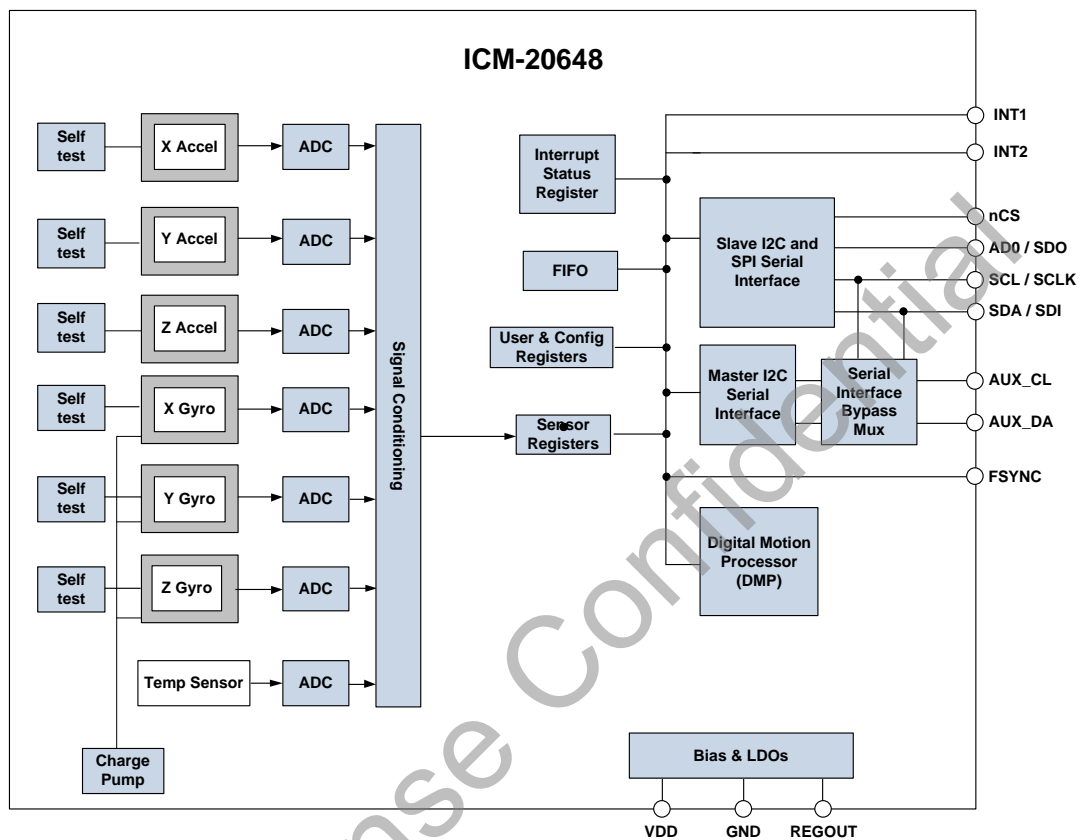 ICM-20648
Self
test
X Accel
ADC
Self
test
Y Accel
ADC
Self
test
Z Accel
ADC
Self
test
X Gyro
ADC
Self
test
Y Gyro
ADC
Self
test
Z Gyro
ADC
Temp Sensor
ADC
Charge
Pump
Signal Conditioning
Interrupt
Status
Register
FIFO
User & Config
Registers
Sensor
Registers
Slave I2C and
SPI Serial
Interface
Master I2C
Serial
Interface
Serial
Interface
Bypass
Mux
Digital Motion
Processor
(DMP)
Bias & LDOs
INT1
INT2
nCS
AD0 / SDO
SCL / SCLK
SDA / SDI
AUX_CL
AUX_DA
FSYNC
VDD
GND
REGOUT
nse Confidential